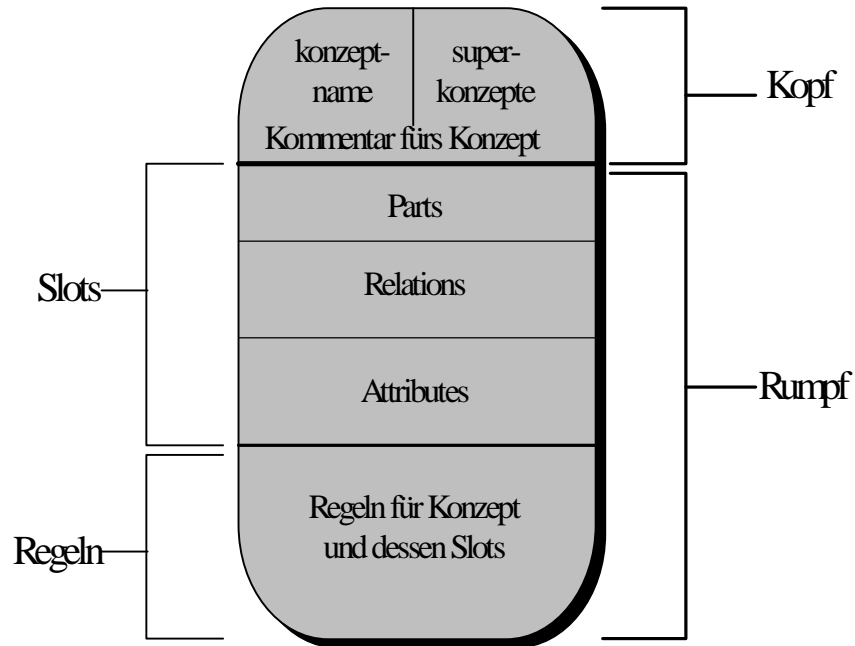 konzept-
name
super-
konzepte
Kommentar fürs Konzept
Kopf
Parts
Relations
Slots
Attributes
Rumpf
Regeln für Konzept
und dessen Slots
Regeln